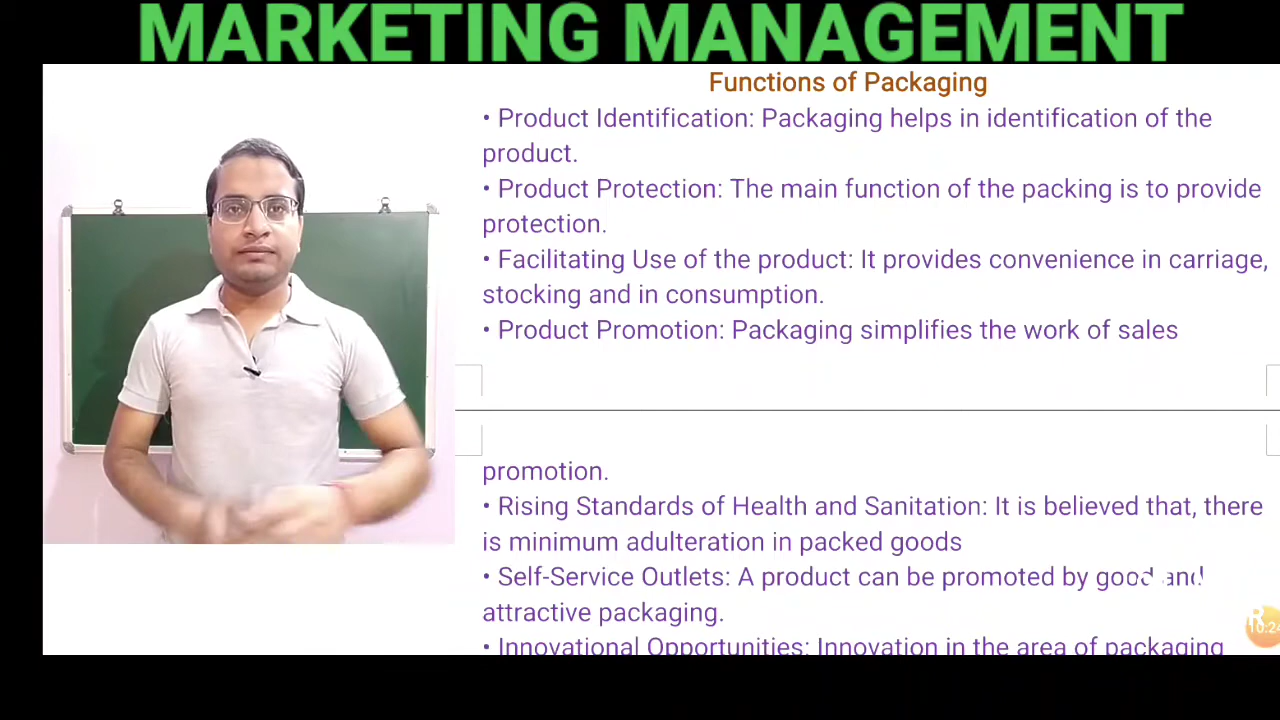 MARKETING MANAGEMENT
Functions of Packaging
• Product Identification: Packaging helps in identification of the
product.
• Product Protection: The main function of the packing is to provide
protection.
• Facilitating Use of the product: It provides convenience in carriage,
stocking and in consumption.
• Product Promotion: Packaging simplifies the work of sales
promotion.
• Rising Standards of Health and Sanitation: It is believed that, there
is minimum adulteration in packed goods
• Self-Service Outlets: A product can be promoted by good and
attractive packaging.
• Innovational Opportunities: Innovation in the area of packaging